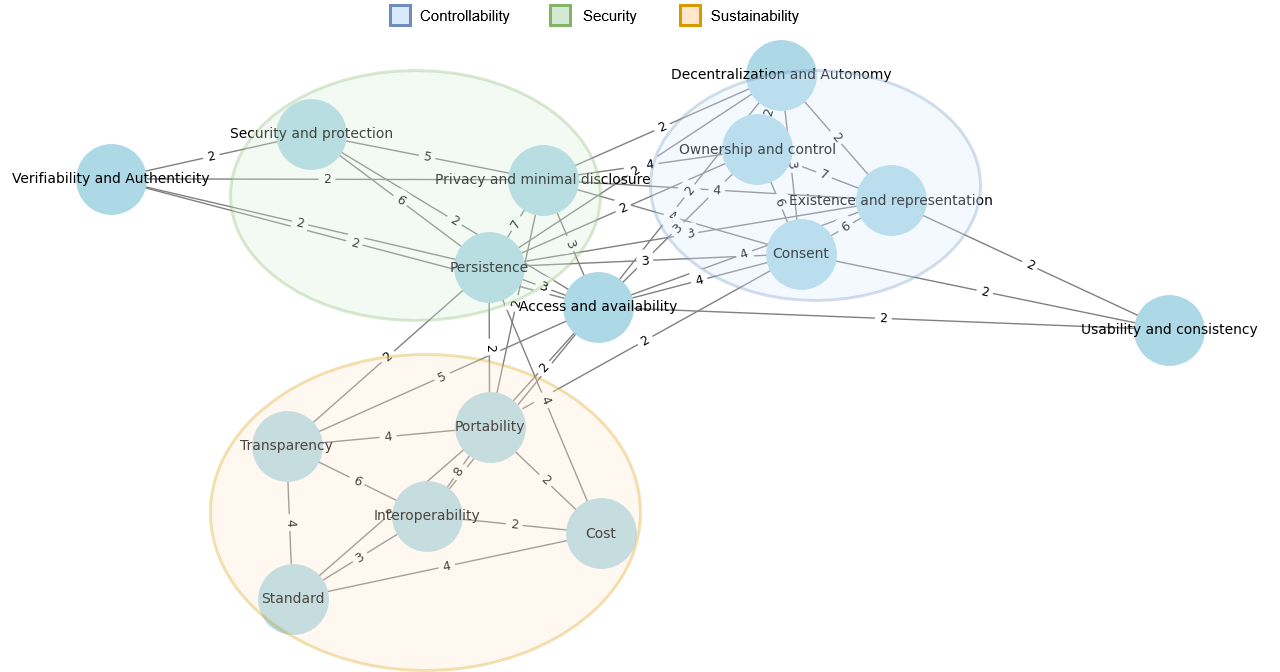 Controllability
Security
Sustainability
Decentralization and Autonomy
Security and protection
Ownership and control
Verifiability and Authenticity
Privacy and minimal disclosure
Existence and representation
Persistence
Consent
Access and availability
Usability and consistency
Portability
Transparency
Interoperability
Cost
Standard
2
5
2
2
2
6
2
7
3
2
4
2
2
2
3
7
4
2
4
3
3
6
6
4
4
3
3
2
2
2
2
2
2
5
2
2
4
4
8
6
2
4
2
3
4